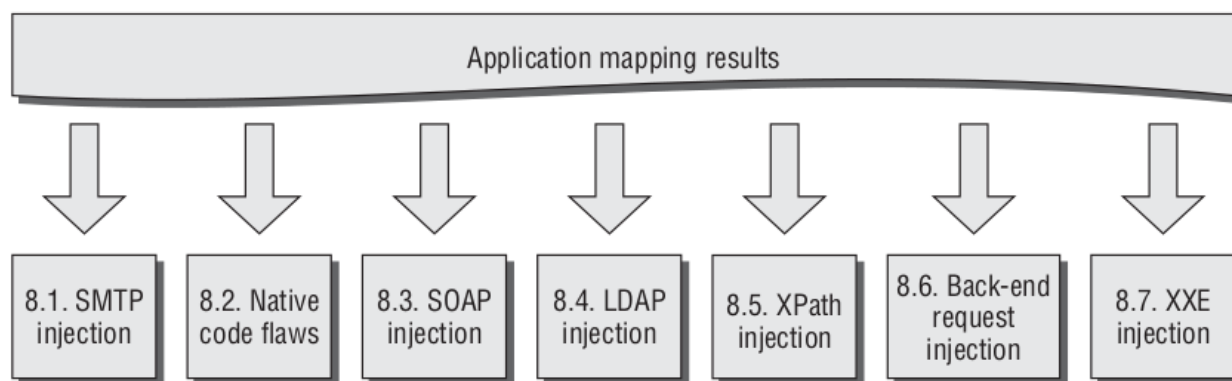 Application mapping results
8.1. SMTP
injection
8.2. Native
code flaws
8.3. SOAP
injection
8.4. LDAP
injection
8.5. XPath
injection
8.6. Back-end
request
injection
8.7. XXE
injection